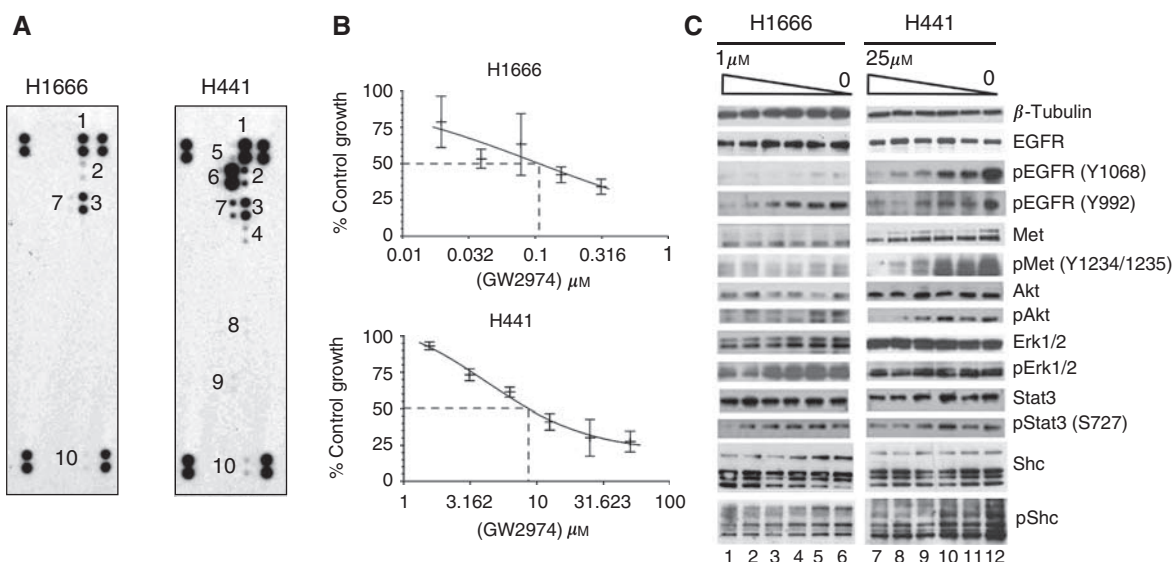 A
H1666
H441
1
2
7
3
10
1
5
6
2
7
3
4
8
9
10
B
H1666
% Control growth
100
75
50
25
0
0.01 0.032 0.1 0.316 1
(GW2974) μM
H441
% Control growth
100
75
50
25
0
1 3.162 10 31.623 100
(GW2974) μM
C
H1666 H441
1μM 0 25μM 0
β-Tubulin
EGFR
pEGFR (Y1068)
pEGFR (Y992)
Met
pMet (Y1234/1235)
Akt
pAkt
Erk1/2
pErk1/2
Stat3
pStat3 (S727)
Shc
pShc
1 2 3 4 5 6 7 8 9 10 11 12